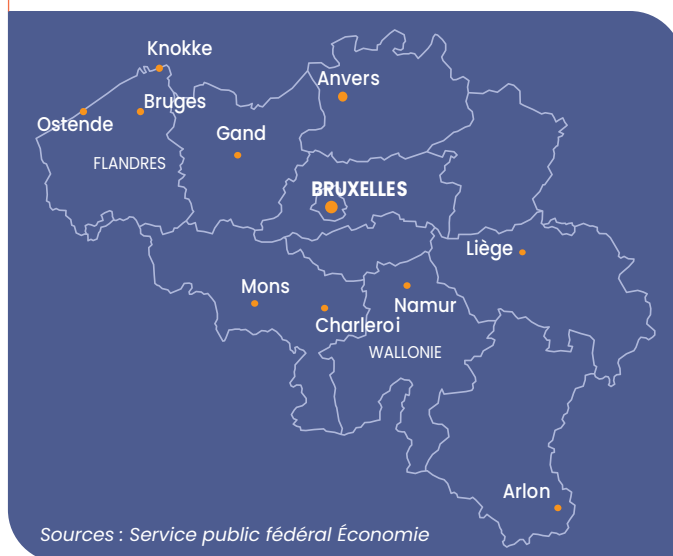 Knokke
Anvers
Bruges
Ostende
Gand
FLANDRES
BRUXELLES
Liège
Mons
Namur
Charleroi
WALLONIE
Arlon
Sources : Service public fédéral Économie